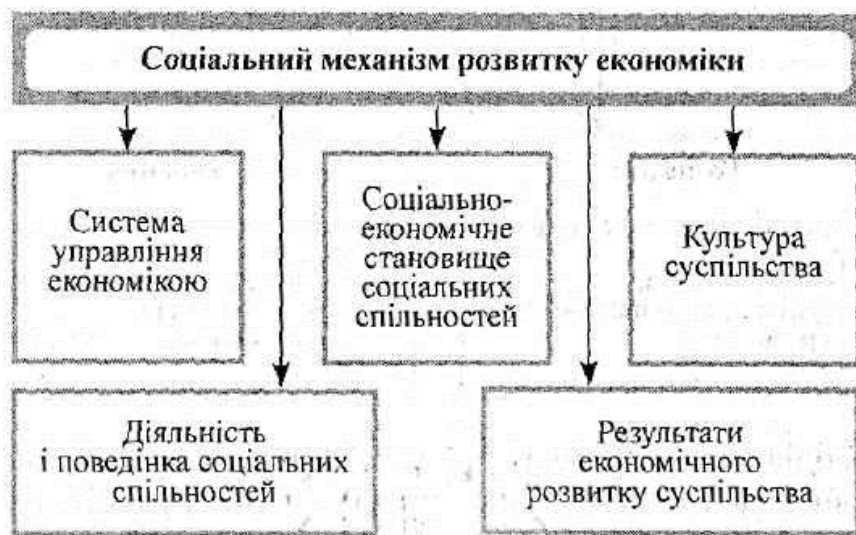 Соціальний механізм розвитку економіки
Система
управління
економікою
Соціально-
економічне
становище
соціальних
спільностей
Культура
суспільства
Діяльність
і поведінка соціальних
спільностей
Результати
економічного
розвитку суспільства